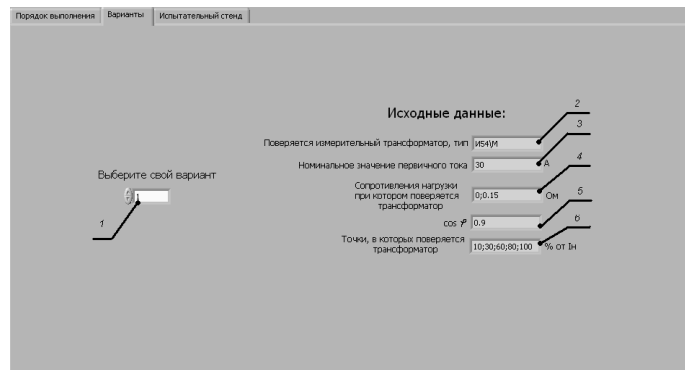 Порядок выполнения Варианты Испытательный стенд
Исходные данные:
2
3
Поверяется измерительный трансформатор, тип И54\М
Номинальное значение первичного тока 30 А
4
Выберите свой вариант
1
Сопротивления нагрузки
при котором поверяется
трансформатор
0;0.15 Ом
5
1
cos φ 0.9
6
Точки, в которых поверяется
трансформатор
10;30;60;80;100 % от Iн